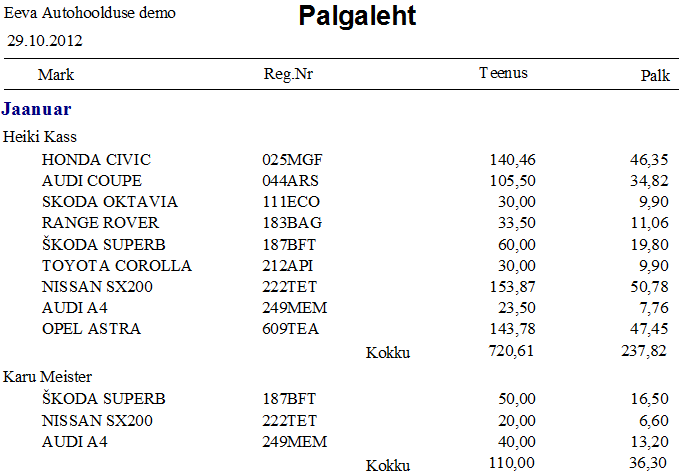 Eeva Autohoolduse demo Palgaleht
29.10.2012
Mark Reg.Nr Teenus Palk
Jaanuar
Heiki Kass
HONDA CIVIC 025MGF 140,46 46,35
AUDI COUPE 044ARS 105,50 34,82
SKODA OKTAVIA 111ECO 30,00 9,90
RANGE ROVER 183BAG 33,50 11,06
ŠKODA SUPERB 187BFT 60,00 19,80
TOYOTA COROLLA 212API 30,00 9,90
NISSAN SX200 222TET 153,87 50,78
AUDI A4 249MEM 23,50 7,76
OPEL ASTRA 609TEA 143,78 47,45
Kokku 720,61 237,82
Karu Meister
ŠKODA SUPERB 187BFT 50,00 16,50
NISSAN SX200 222TET 20,00 6,60
AUDI A4 249MEM 40,00 13,20
Kokku 110,00 36,30